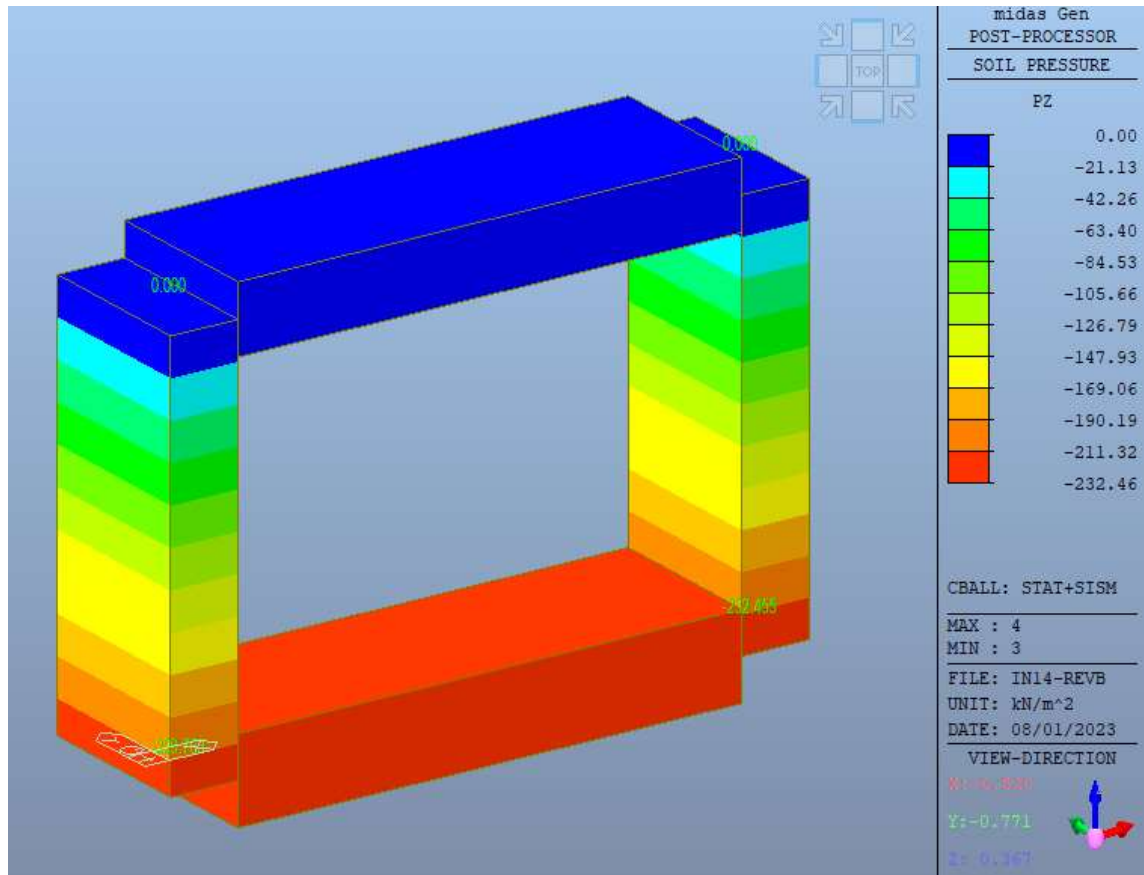 midas Gen
POST-PROCESSOR
SOIL PRESSURE
PZ
0.00
-21.13
-42.26
-63.40
-84.53
-105.66
-126.79
-147.93
-169.06
-190.19
-211.32
-232.46
CBALL: STAT+SISM
MAX : 4
MIN : 3
FILE: IN14-REVB
UNIT: kN/m^2
DATE: 08/01/2023
VIEW-DIRECTION
Y:-0.771
Z: 0.367
TOP
0.000
0.000
-232.455